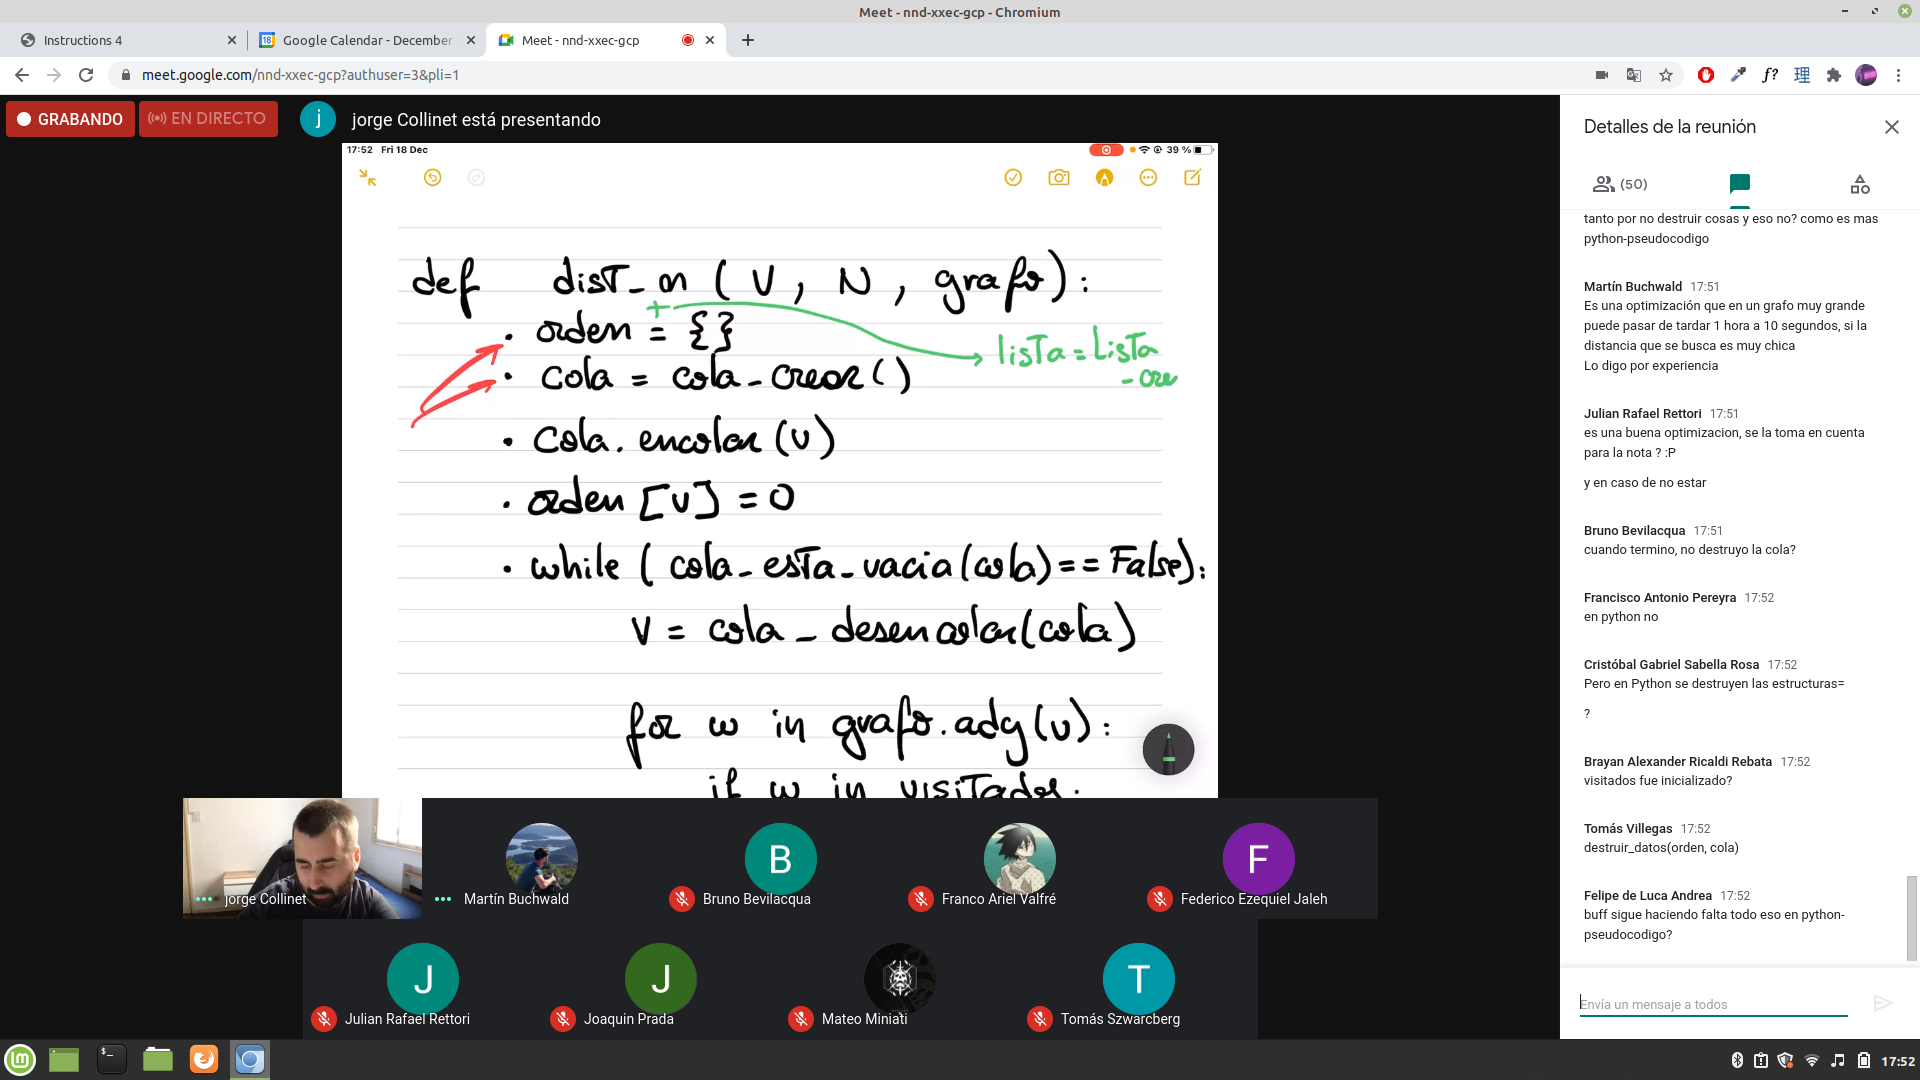 Meet - nnd-xxec-gcp - Chromium
Instructions 4
Google Calendar - December
Meet - nnd-xxec-gcp
meet.google.com/nnd-xxec-gcp?authuser=3&pli=1
GRABANDO
EN DIRECTO
j
jorge Collinet está presentando
17:52 Fri 18 Dec
39 %
def dist_n ( V, N, grafo):
• orden = {}
+
lista = Lista
- cre
• cola = cola_crear()
• cola.encolar(v)
• orden [v] = 0
• while ( cola_esta_vacia(cola) == False):
v = cola_desencolar(cola)
for w in grafo.ady(v):
if w in visitados:
jorge Collinet
Martín Buchwald
B
Bruno Bevilacqua
Franco Ariel Valfré
F
Federico Ezequiel Jaleh
J
Julian Rafael Rettori
J
Joaquin Prada
Mateo Miniati
T
Tomás Szwarcberg
Detalles de la reunión
(50)
tanto por no destruir cosas y eso no? como es mas
python-pseudocodigo
Martín Buchwald 17:51
Es una optimización que en un grafo muy grande
puede pasar de tardar 1 hora a 10 segundos, si la
distancia que se busca es muy chica
Lo digo por experiencia
Julian Rafael Rettori 17:51
es una buena optimizacion, se la toma en cuenta
para la nota ? :P
y en caso de no estar
Bruno Bevilacqua 17:51
cuando termino, no destruyo la cola?
Francisco Antonio Pereyra 17:52
en python no
Cristóbal Gabriel Sabella Rosa 17:52
Pero en Python se destruyen las estructuras=
?
Brayan Alexander Ricaldi Rebata 17:52
visitados fue inicializado?
Tomás Villegas 17:52
destruir_datos(orden, cola)
Felipe de Luca Andrea 17:52
buff sigue haciendo falta todo eso en python-
pseudocodigo?
Envía un mensaje a todos
17:52